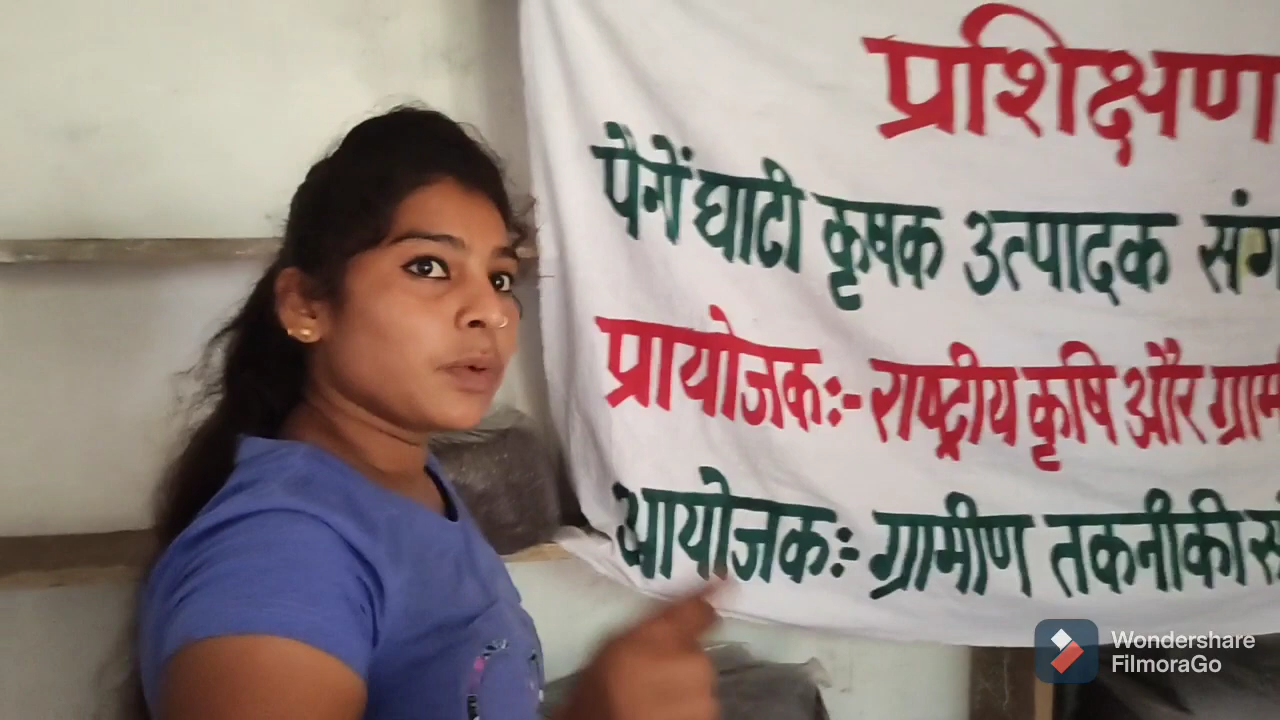 प्रशिक्षण
पैनों घाटी कृषक उत्पादक संग
प्रायोजकः- राष्ट्रीय कृषि और ग्राम
आयोजकः ग्रामीण तकनीकी
Wondershare
FilmoraGo